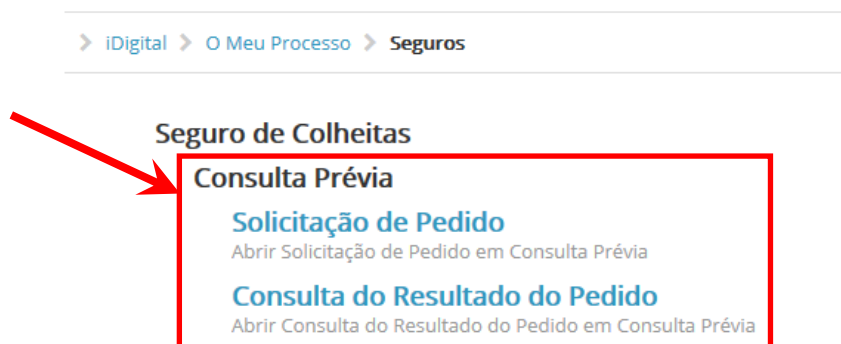 > iDigital > O Meu Processo > Seguros
Seguro de Colheitas
Consulta Prévia
Solicitação de Pedido
Abrir Solicitação de Pedido em Consulta Prévia
Consulta do Resultado do Pedido
Abrir Consulta do Resultado do Pedido em Consulta Prévia